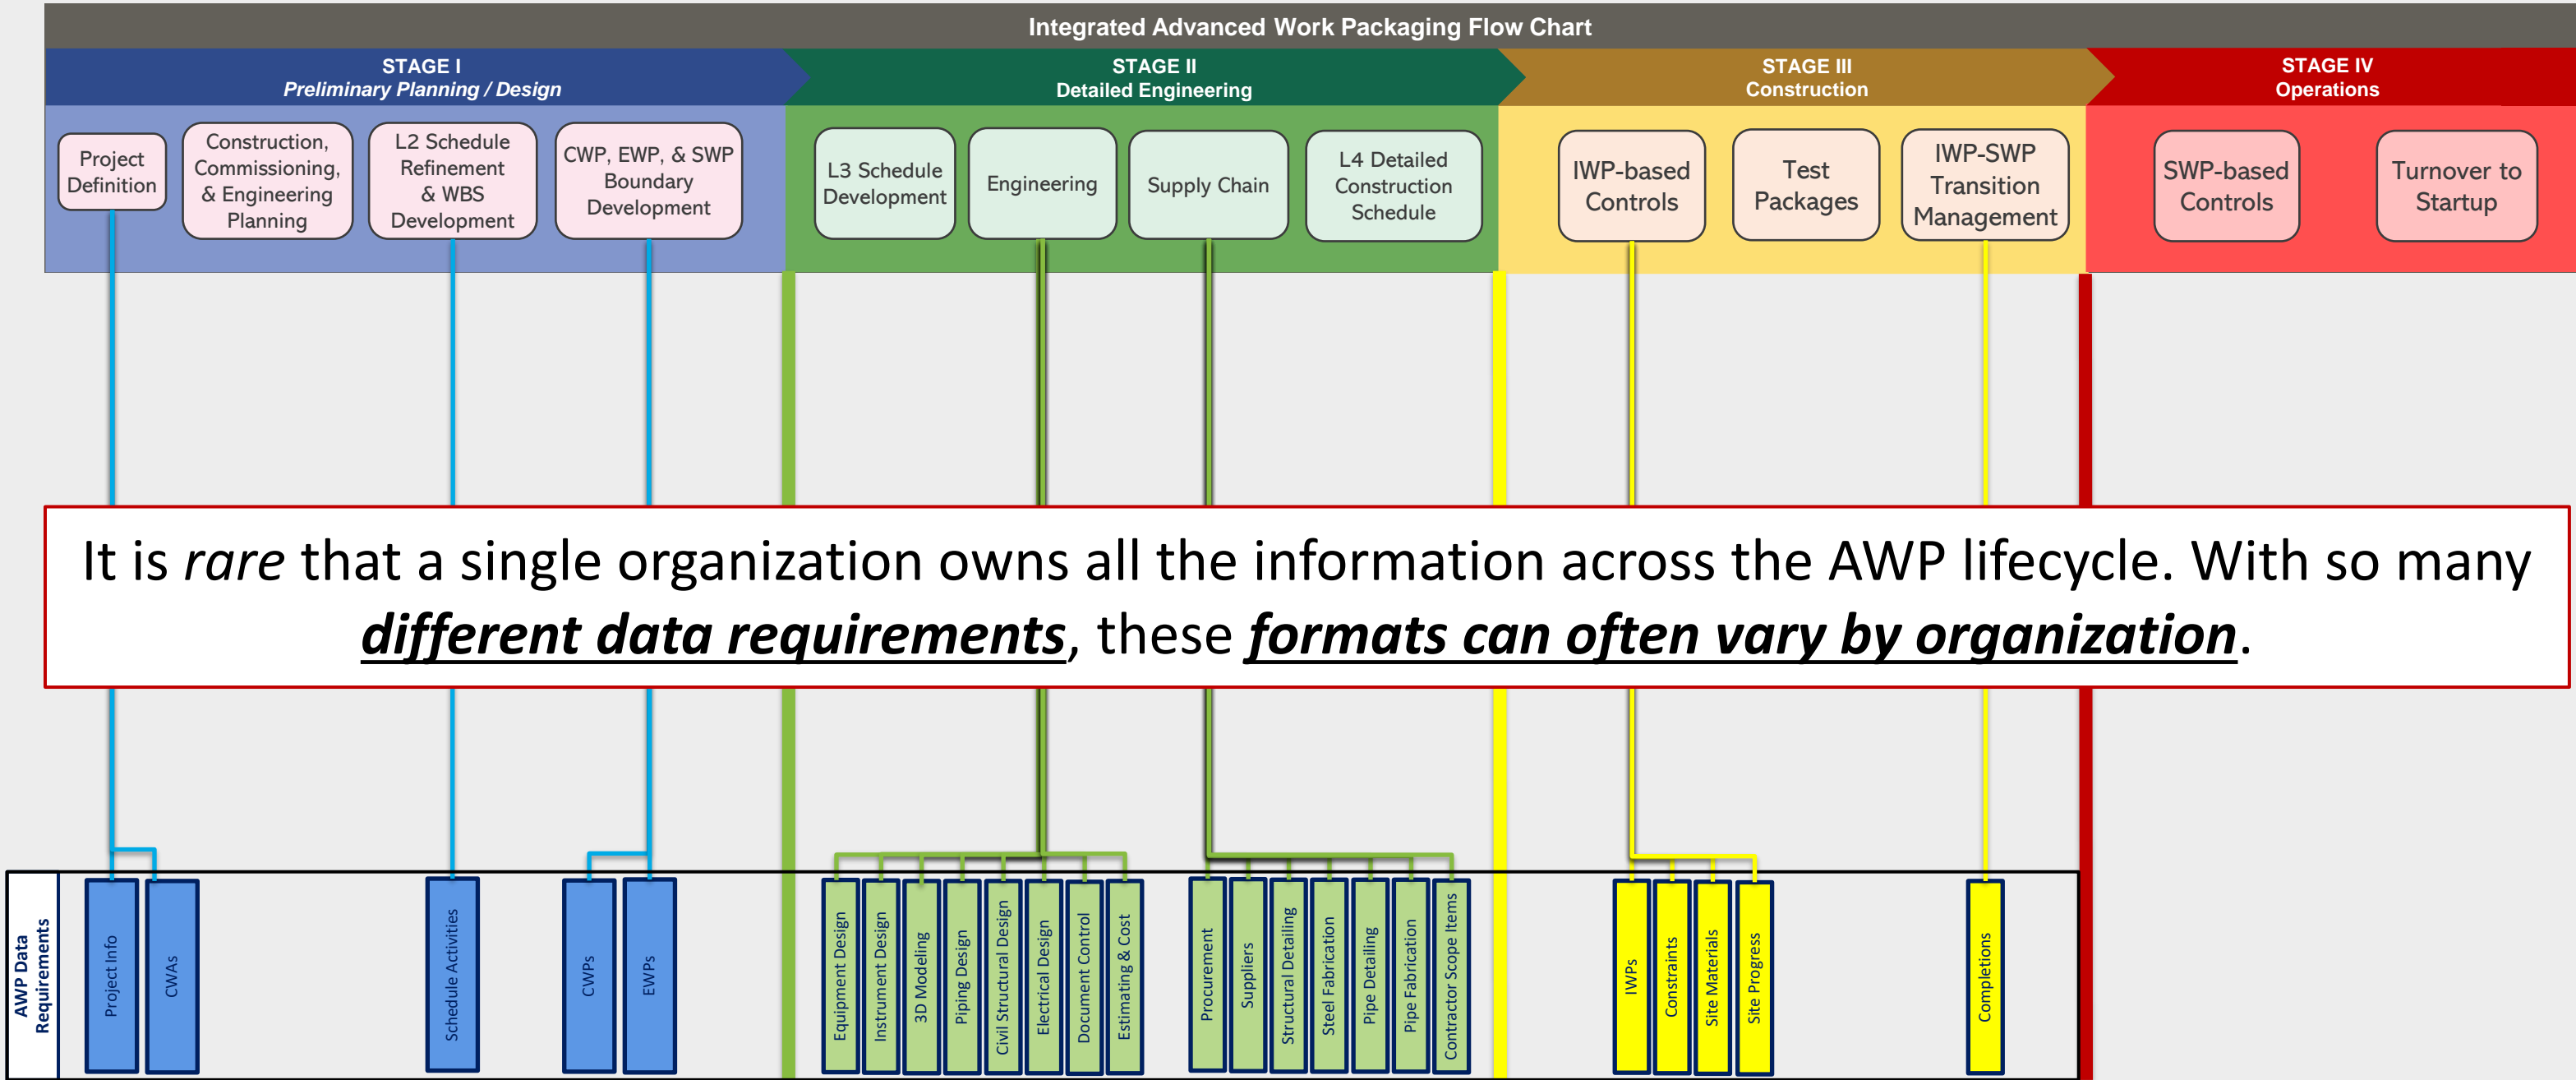 Integrated Advanced Work Packaging Flow Chart
STAGE I
Preliminary Planning / Design
STAGE II
Detailed Engineering
STAGE III
Construction
STAGE IV
Operations
Project
Definition
Construction,
Commissioning,
& Engineering
Planning
L2 Schedule
Refinement
& WBS
Development
CWP, EWP, & SWP
Boundary
Development
L3 Schedule
Development
Engineering
Supply Chain
L4 Detailed
Construction
Schedule
IWP-based
Controls
Test
Packages
IWP-SWP
Transition
Management
SWP-based
Controls
Turnover to
Startup
It is rare that a single organization owns all the information across the AWP lifecycle. With so many
different data requirements, these formats can often vary by organization.
AWP Data
Requirements
Project Info
CWAs
Schedule Activities
CWPs
EWPs
Equipment Design
Instrument Design
3D Modeling
Piping Design
Civil Structural Design
Electrical Design
Document Control
Estimating & Cost
Procurement
Suppliers
Structural Detailing
Steel Fabrication
Pipe Detailing
Pipe Fabrication
Contractor Scope Items
IWPs
Constraints
Site Materials
Site Progress
Completions